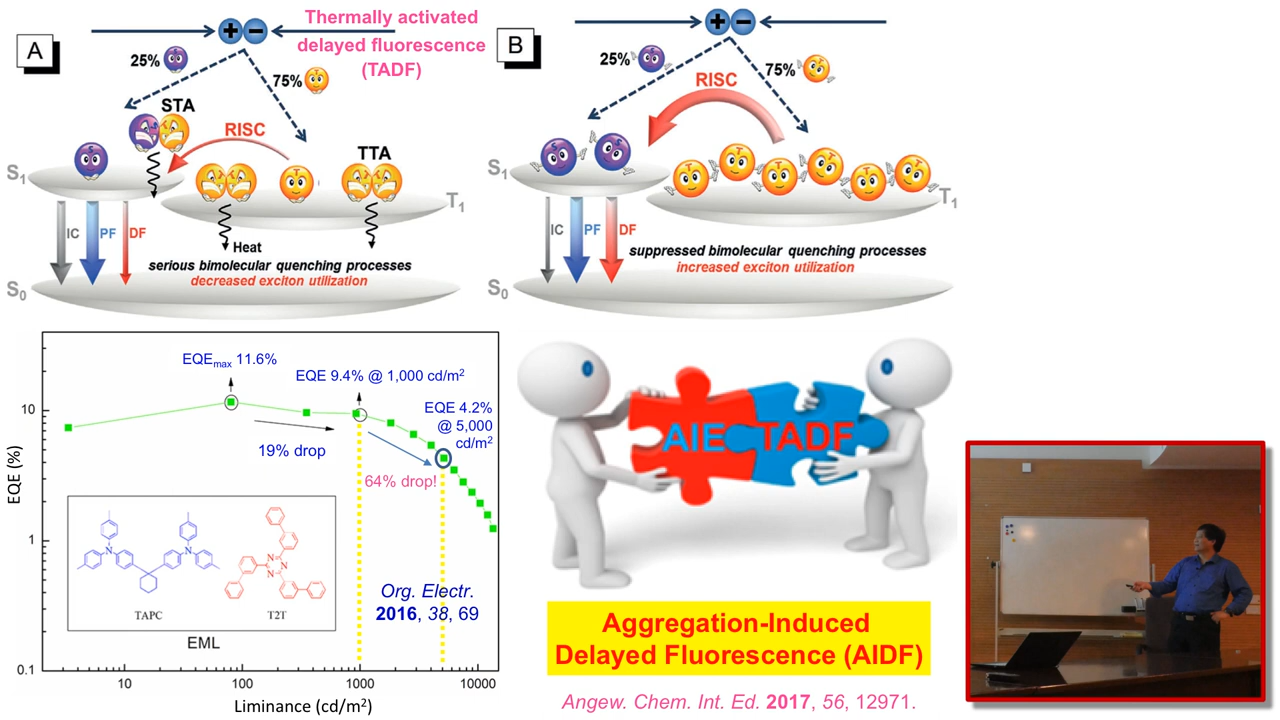 A
Thermally activated
delayed fluorescence
(TADF)
25%
75%
STA
RISC
TTA
S
S1
T
T1
IC
PF
DF
Heat
serious bimolecular quenching processes
decreased exciton utilization
S0
B
25%
75%
RISC
S S
S1
T T T T T T
T1
IC
PF
DF
suppressed bimolecular quenching processes
increased exciton utilization
S0
EQEmax 11.6%
EQE 9.4% @ 1,000 cd/m2
EQE 4.2%
@ 5,000
cd/m2
19% drop
64% drop!
EQE (%)
10
1
0.1
N
N
TAPC
N
N
N
T2T
EML
Org. Electr.
2016, 38, 69
10
100
1000
10000
Liminance (cd/m2)
AIE
TADF
Aggregation-Induced
Delayed Fluorescence (AIDF)
Angew. Chem. Int. Ed. 2017, 56, 12971.